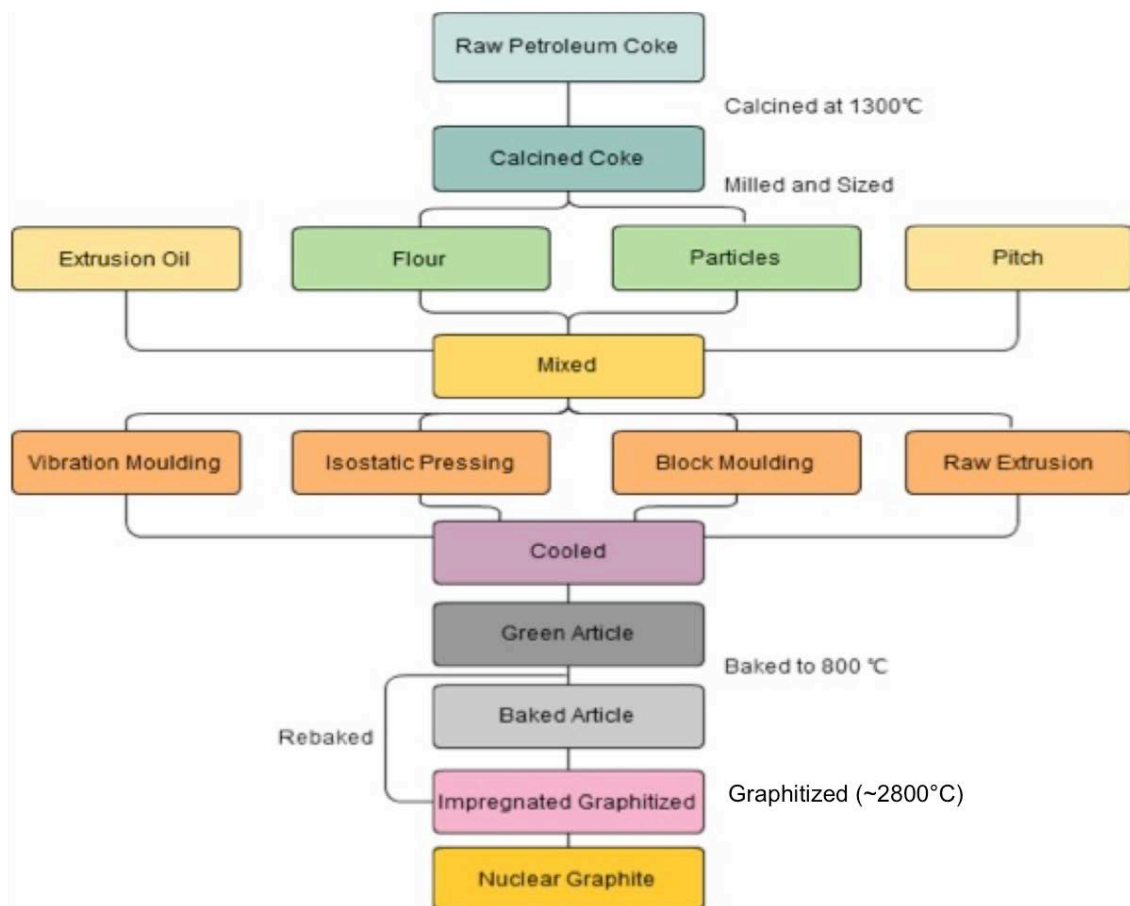 Raw Petroleum Coke
Calcined at 1300℃
Calcined Coke
Milled and Sized
Extrusion Oil
Flour
Particles
Pitch
Mixed
Vibration Moulding
Isostatic Pressing
Block Moulding
Raw Extrusion
Cooled
Green Article
Baked to 800 ℃
Baked Article
Rebaked
Impregnated Graphitized
Graphitized (~2800°C)
Nuclear Graphite